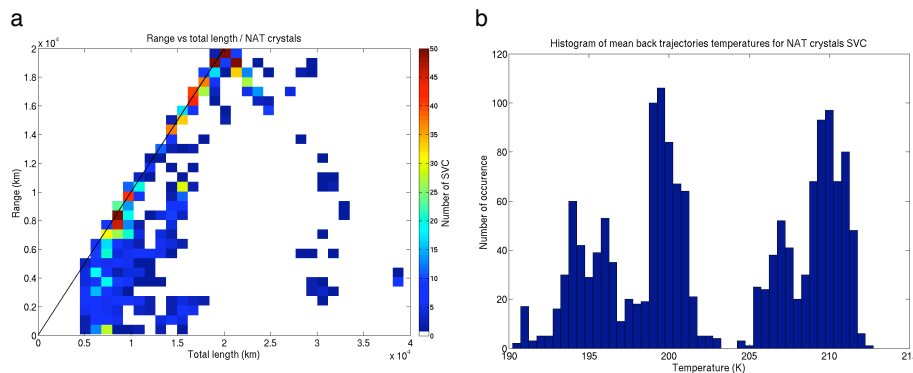 a
Range vs total length / NAT crystals
x 10⁴
2
1.8
1.6
1.4
1.2
1
0.8
0.6
0.4
0.2
0
Range (km)
0 0.5 1 1.5 2 2.5 3 3.5 4
Total length (km)
x 10⁴
50
45
40
35
30
25
20
15
10
5
0
Number of SVC
b
Histogram of mean back trajectories temperatures for NAT crystals SVC
120
100
80
60
40
20
0
Number of occurence
190 195 200 205 210 21
Temperature (K)